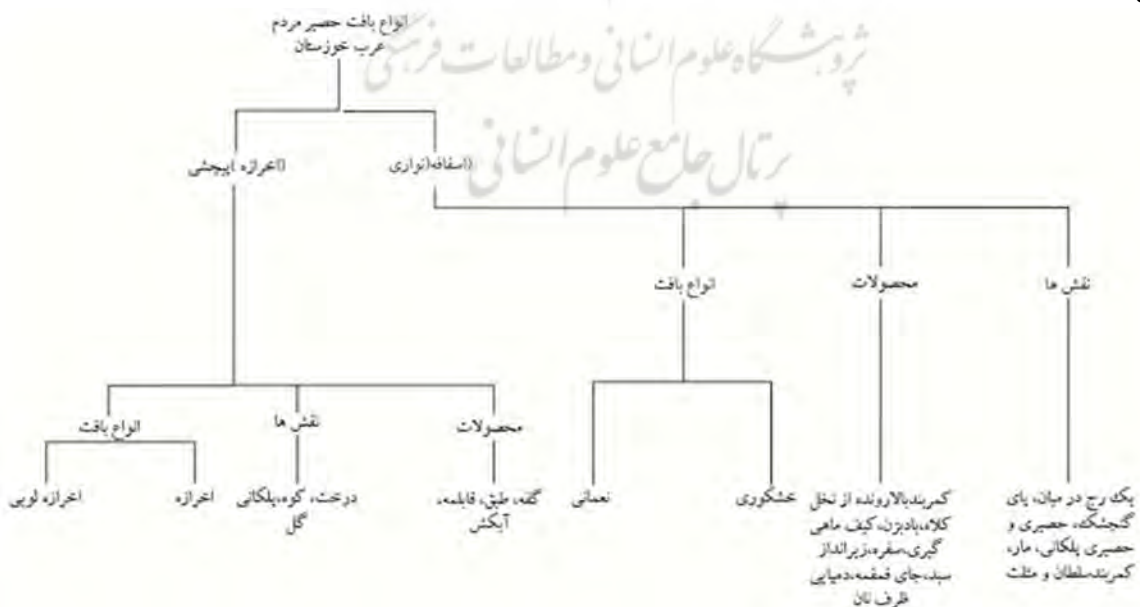 انواع بافت حصیر مردم
عرب خوزستان
پژوهشگاه علوم انسانی و مطالعات فرهنگی
پرتال جامع علوم انسانی
()اسفافه(نواری
()اخرازه )پیچشی
نقش ها
محصولات
انواع بافت
یک رج در میان، پای
گنجشک، حصیری و
حصیری پلکانی، مار،
کمربندسلطان و مثلث
کمربندبالارونده از نخل
کلاه،بادبزن،کیف ماهی
گیری،سفره،زیرانداز
سبد،جای قمقمه،دمپایی
ظرف نان
خشکوری
نعمانی
محصولات
نقش ها
انواع بافت
گفه، طبق، قابلمه،
آبکش
درخت، کوه،پلکانی
گل
اخرازه
اخرازه لوبی